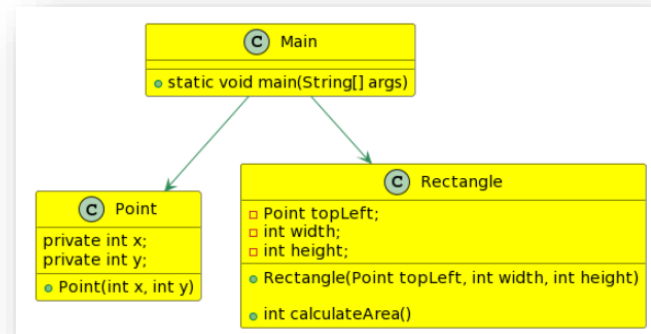 C Main
static void main(String[] args)
C Point
private int x;
private int y;
Point(int x, int y)
C Rectangle
Point topLeft;
int width;
int height;
Rectangle(Point topLeft, int width, int height)
int calculateArea()